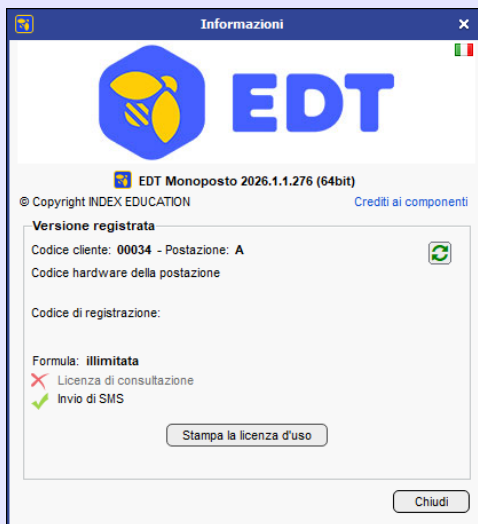 Informazioni
EDT
EDT Monoposto 2026.1.1.276 (64bit)
© Copyright INDEX EDUCATION Crediti ai componenti
Versione registrata
Codice cliente: 00034 - Postazione: A
Codice hardware della postazione
Codice di registrazione:
Formula: illimitata
Licenza di consultazione
Invio di SMS
Stampa la licenza d'uso
Chiudi